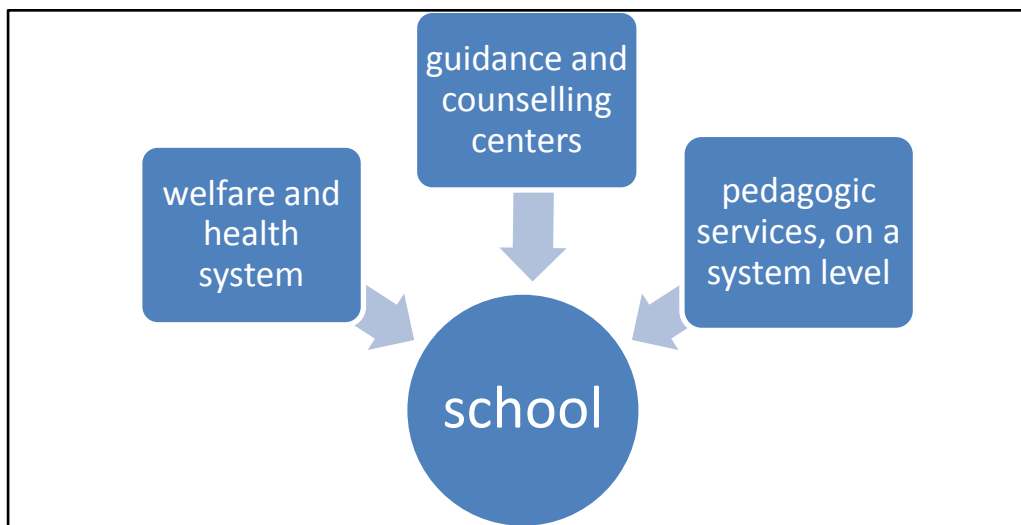 guidance and
counselling
centers
welfare and
health
system
pedagogic
services, on a
system level
school